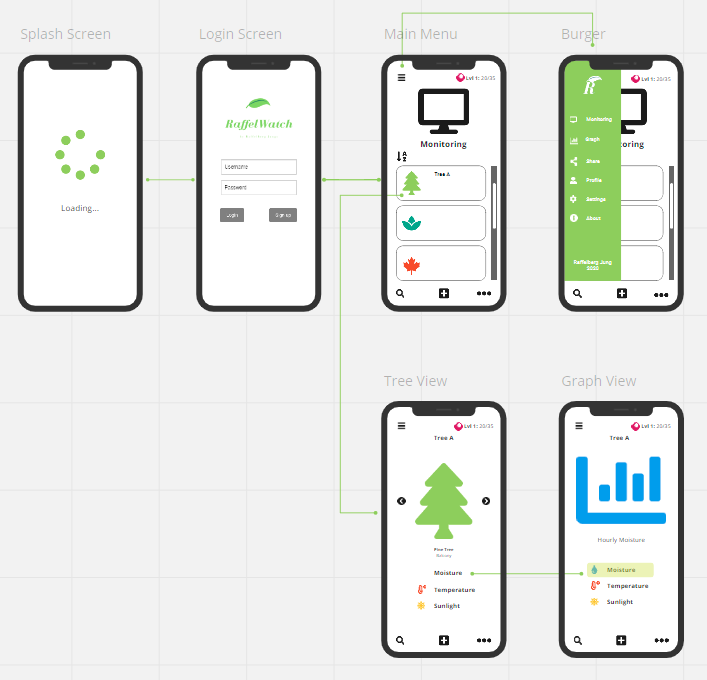 Splash Screen
Login Screen
Main Menu
Burger
Loading...
RaffelWatch
Username
Password
Login
Sign up
Lvl 1: 20/35
Monitoring
A
Z
Tree A
Lvl 1: 20/35
R
itoring
Monitoring
Graph
Share
Profile
Settings
About
Raffelberg Jung
2020
Tree View
Graph View
Lvl 1: 20/35
Tree A
Pine Tree
Balcony
Moisture
Temperature
Sunlight
Lvl 1: 20/35
Tree A
Hourly Moisture
Moisture
Temperature
Sunlight